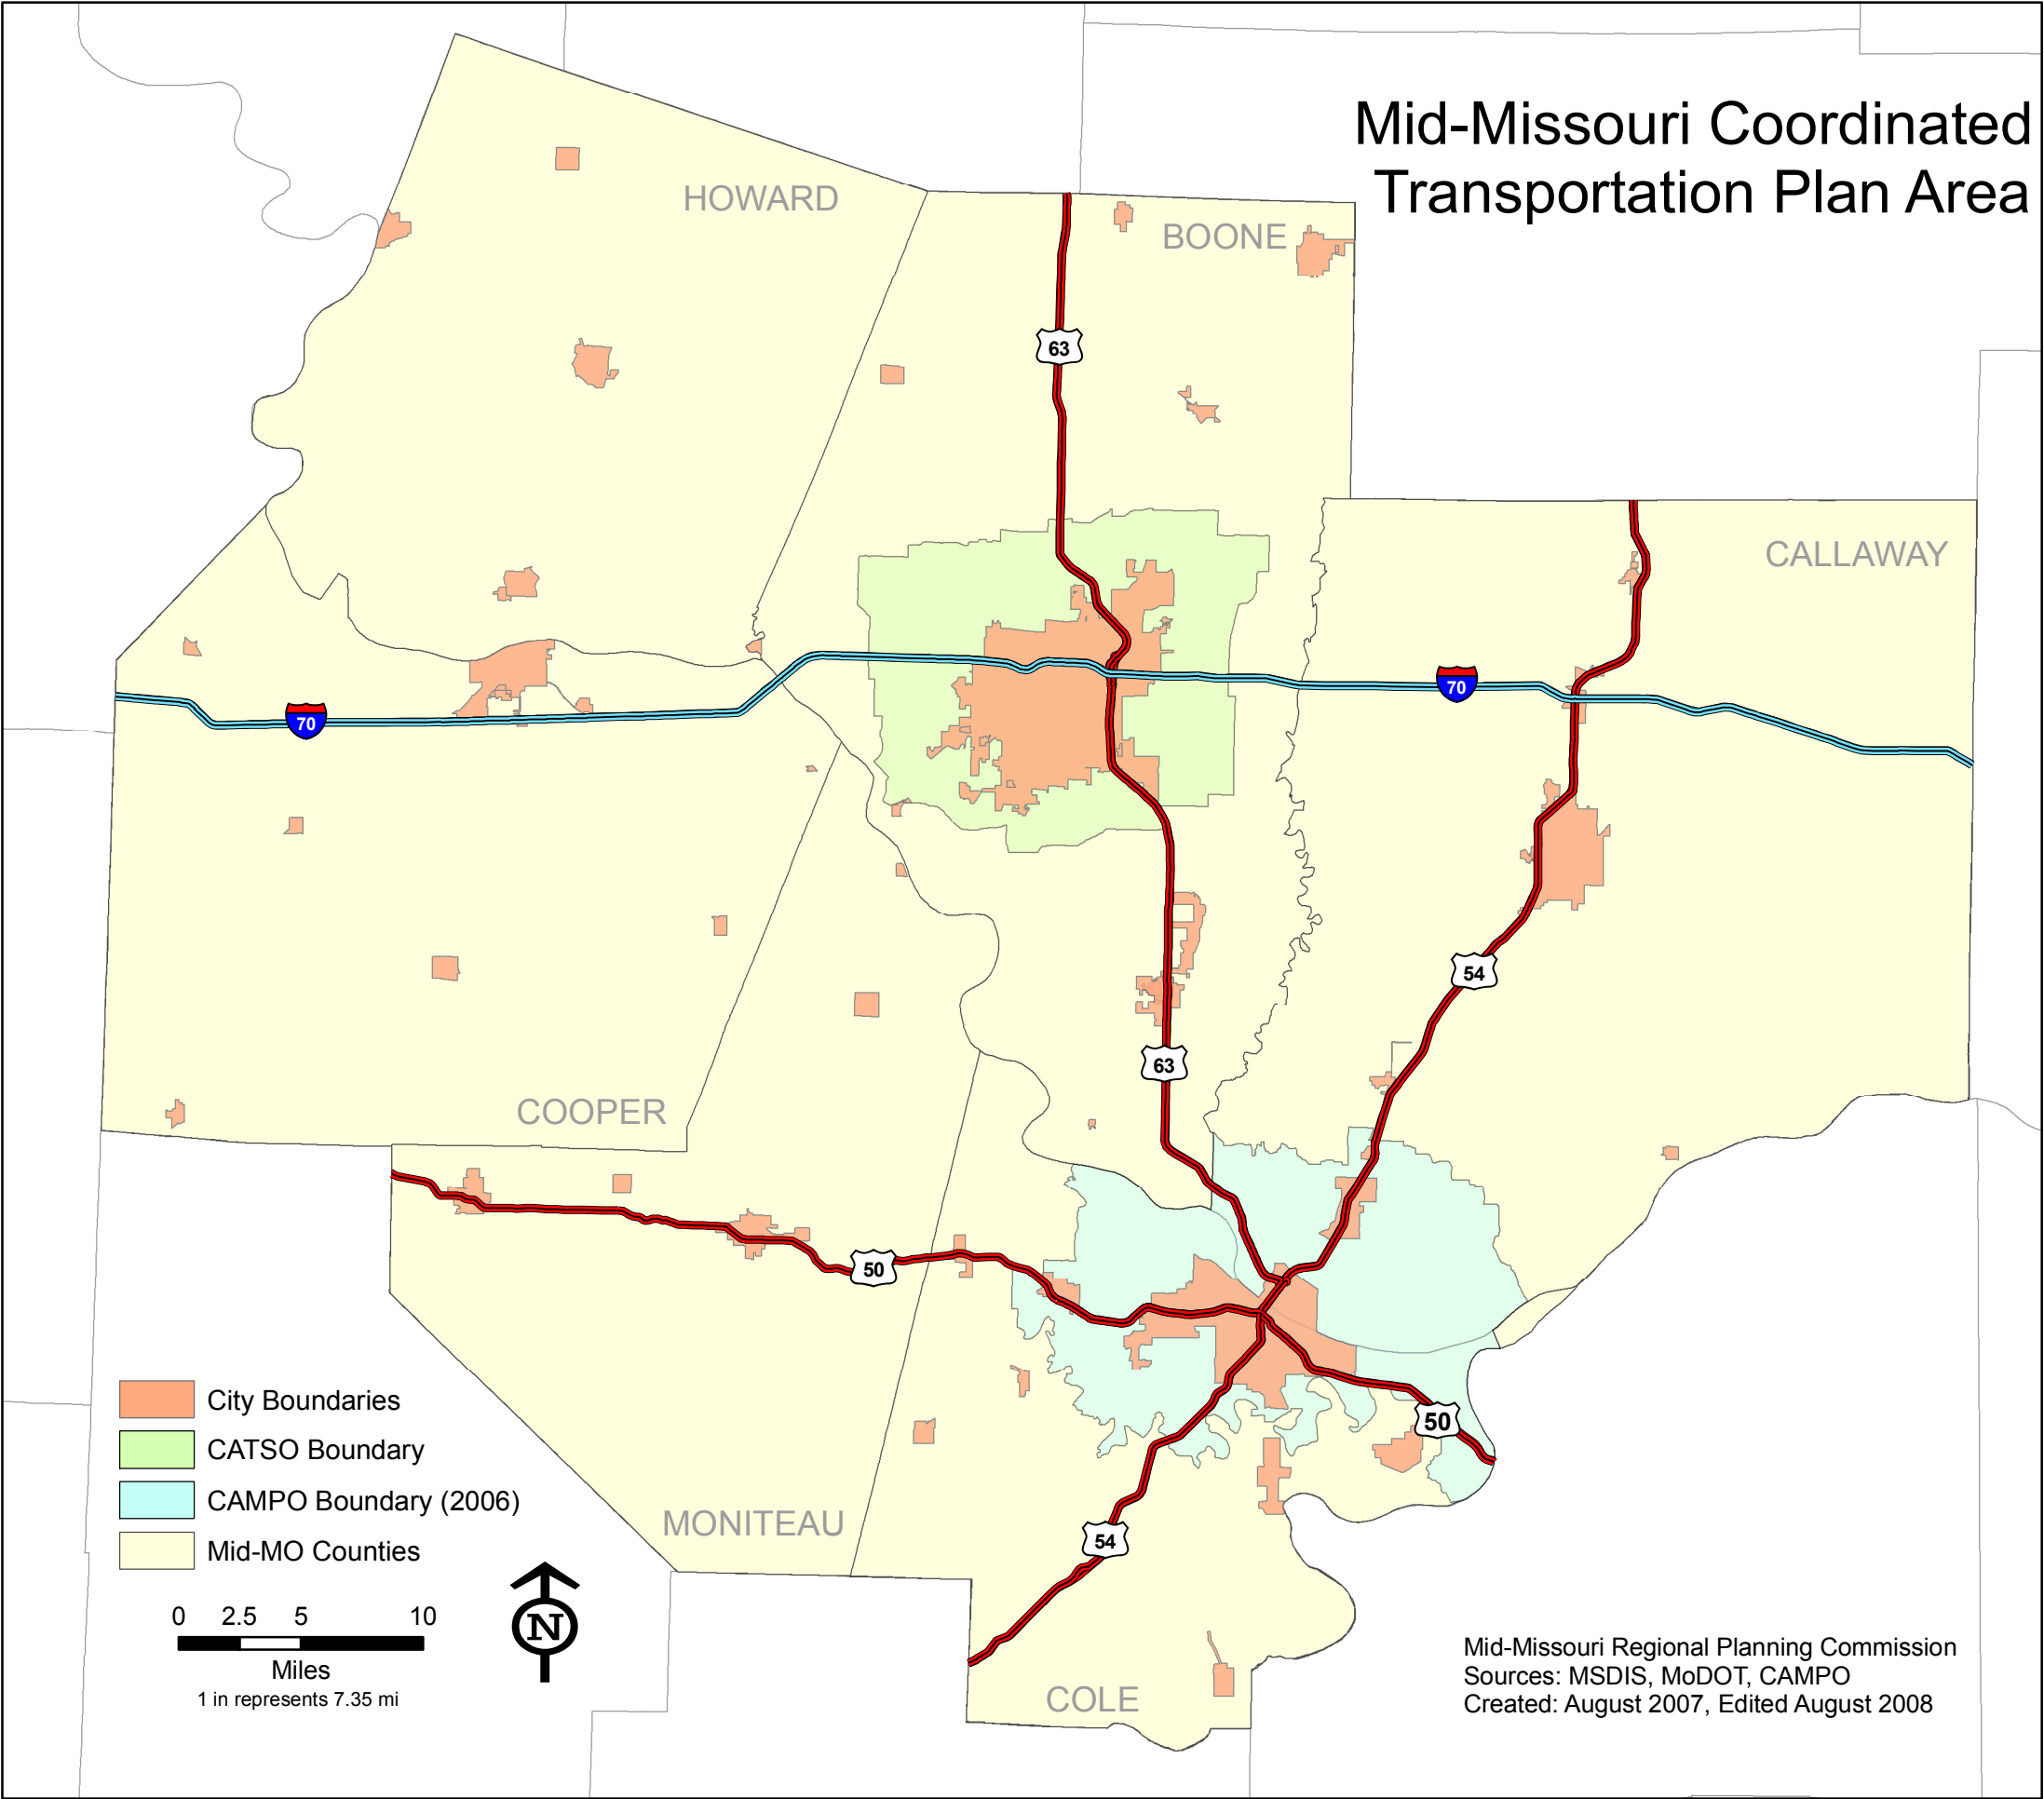 Mid-Missouri Coordinated
Transportation Plan Area
HOWARD
BOONE
63
CALLAWAY
70
70
54
63
COOPER
50
50
MONITEAU
54
COLE
City Boundaries
CATSO Boundary
CAMPO Boundary (2006)
Mid-MO Counties
0 2.5 5 10
Miles
1 in represents 7.35 mi
N
Mid-Missouri Regional Planning Commission
Sources: MSDIS, MoDOT, CAMPO
Created: August 2007, Edited August 2008